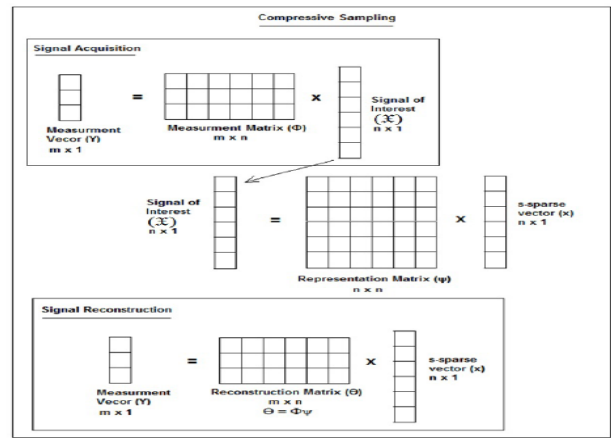 Compressive Sampling
Signal Acquisition
=
x
Measurment
Vecor (Y)
m x 1
Measurment Matrix (Φ)
m x n
Signal of
Interest
(X)
n x 1
Signal of
Interest
(X)
n x 1
=
x
s-sparse
vector (x)
n x 1
Representation Matrix (ψ)
n x n
Signal Reconstruction
=
x
Measurment
Vecor (Y)
m x 1
Reconstruction Matrix (Θ)
m x n
Θ = Φψ
s-sparse
vector (x)
n x 1